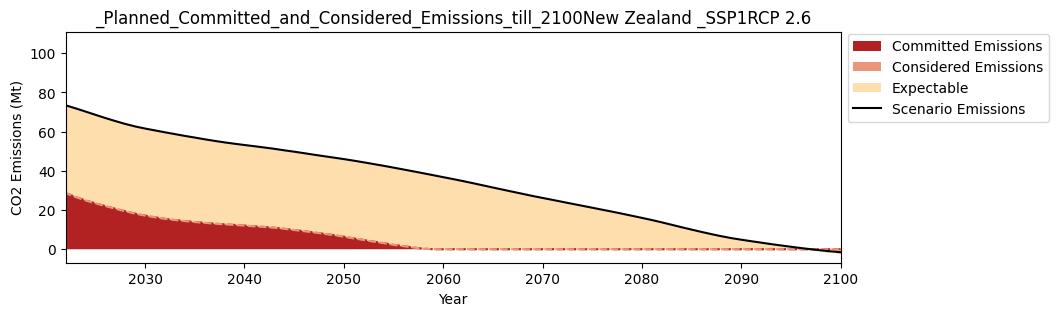 _Planned_Committed_and_Considered_Emissions_till_2100New Zealand _SSP1RCP 2.6
100
80
60
40
20
0
CO2 Emissions (Mt)
2030 2040 2050 2060 2070 2080 2090 2100
Year
Committed Emissions
Considered Emissions
Expectable
Scenario Emissions